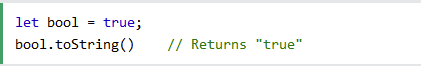 let bool = true;
bool.toString()    // Returns "true"